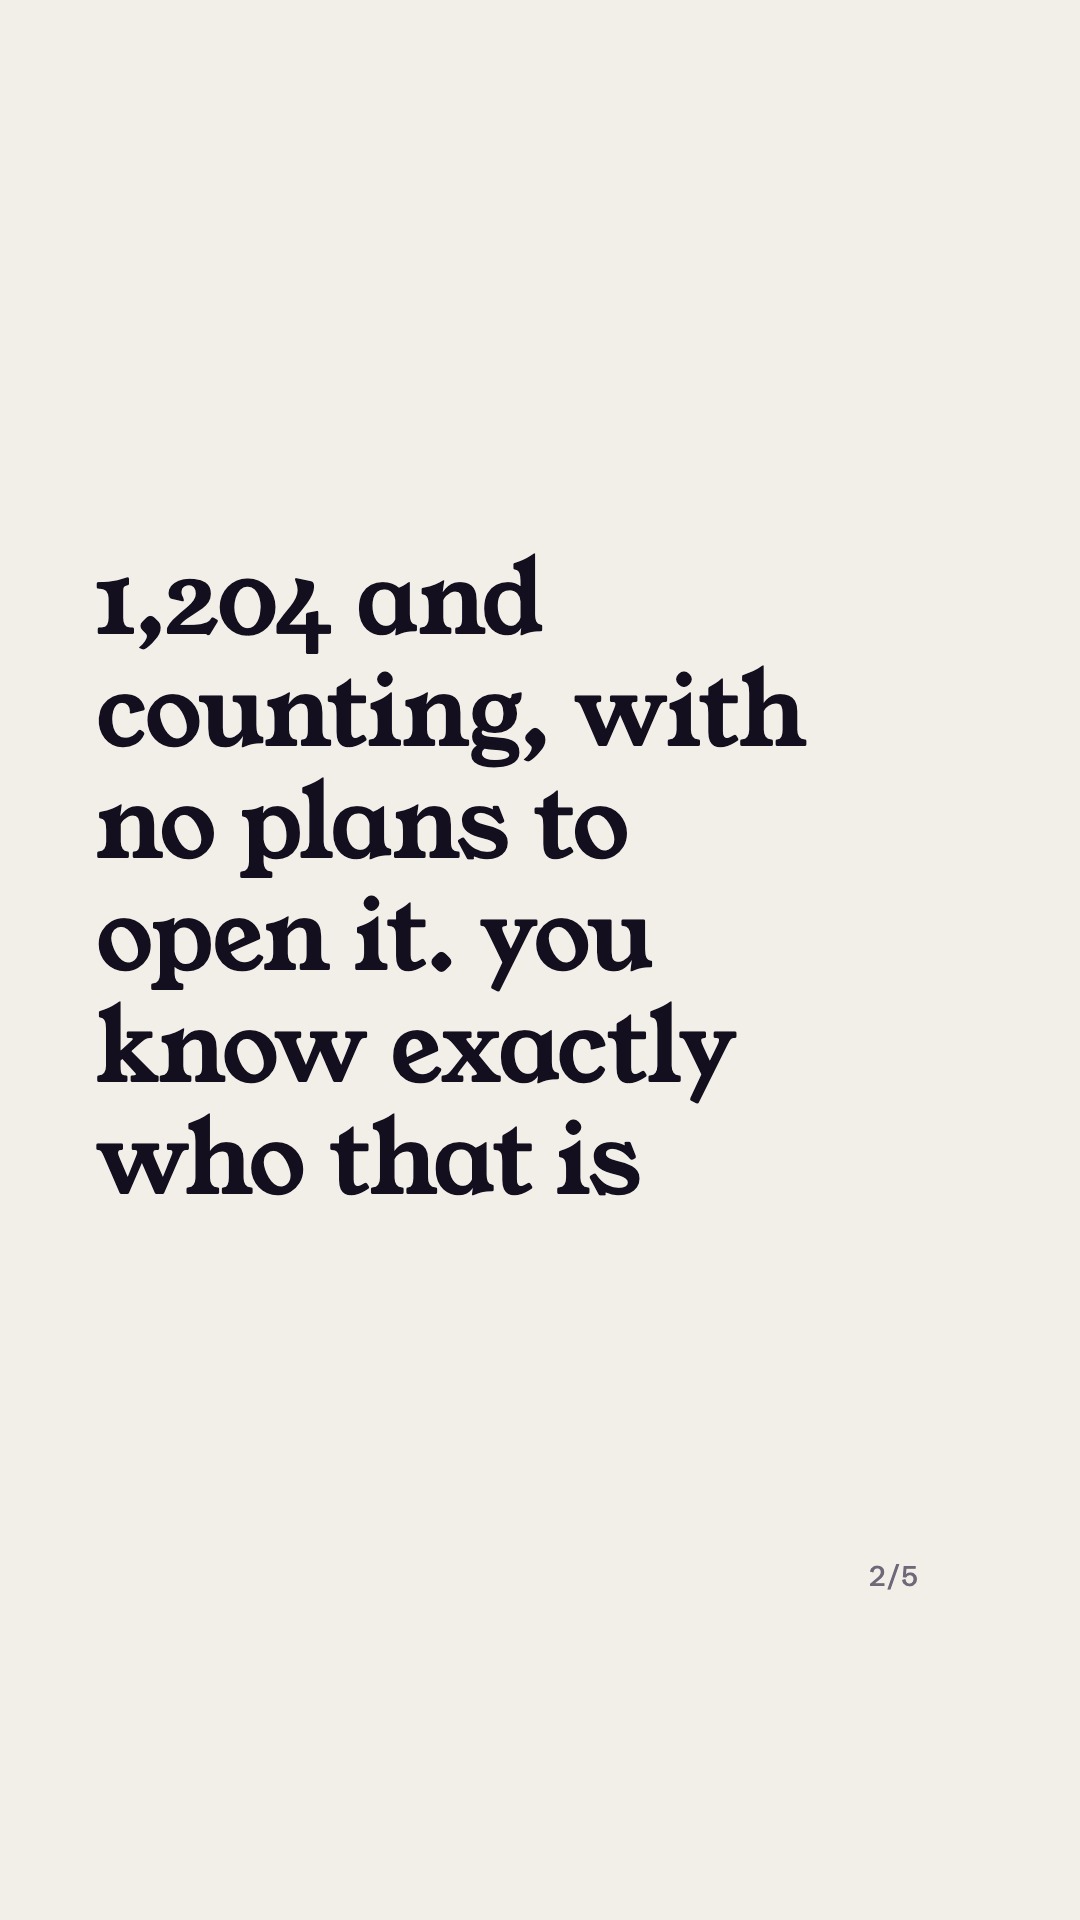 1,204 and
counting, with
no plans to
open it. you
know exactly
who that is
2/5